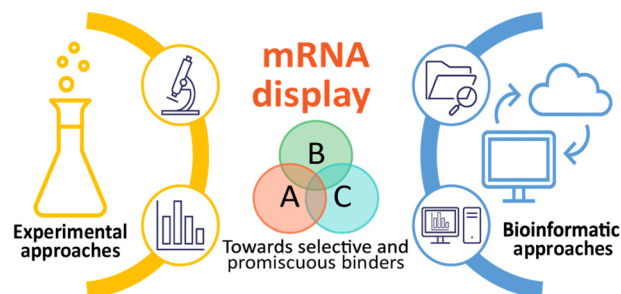 mRNA
display
B
A
C
Towards selective and
promiscuous binders
Experimental
approaches
Bioinformatic
approaches